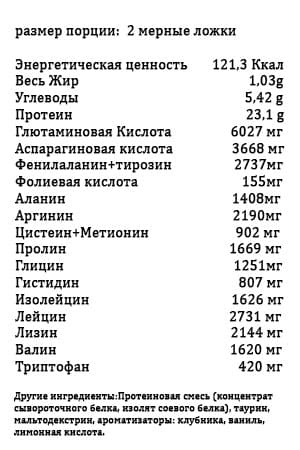 размер порции: 2 мерные ложки
Энергетическая ценность 121,3 Ккал
Весь Жир 1,03g
Углеводы 5,42 g
Протеин 23,1 g
Глютаминовая Кислота 6027 мг
Аспарагиновая кислота 3668 мг
Фенилаланин+тирозин 2737мг
Фолиевая кислота 155мг
Аланин 1408мг
Аргинин 2190мг
Цистеин+Метионин 902 мг
Пролин 1669 мг
Глицин 1251мг
Гистидин 807 мг
Изолейцин 1626 мг
Лейцин 2731 мг
Лизин 2144 мг
Валин 1620 мг
Триптофан 420 мг
Другие ингредиенты:Протеиновая смесь (концентрат
сывороточного белка, изолят соевого белка), таурин,
мальтодекстрин, ароматизаторы: клубника, ваниль,
лимонная кислота.